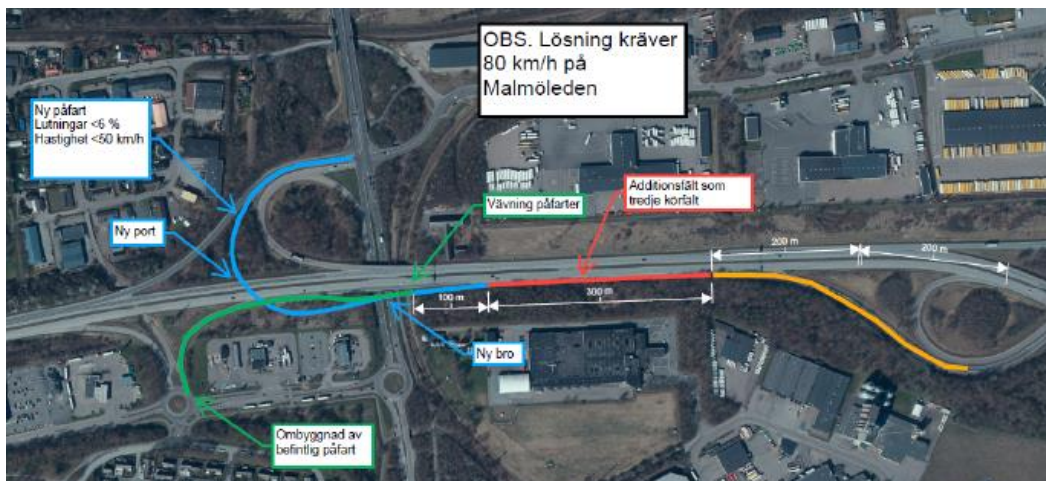 OBS. Lösning kräver
80 km/h på
Malmöleden
Ny påfart
Lutningar <6 %
Hastighet <50 km/h
Additionsfält som
tredje körfält
Vävning påfarter
Ny port
200 m
200 m
100 m
300 m
Ny bro
Ombyggnad av
befintlig påfart